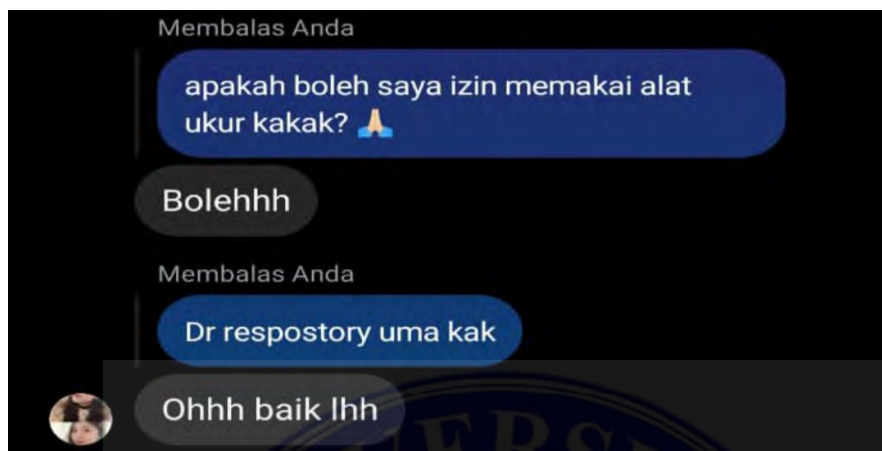 Membalas Anda
apakah boleh saya izin memakai alat
ukur kakak? 🙏🏻
Bolehhh
Membalas Anda
Dr respostory uma kak
Ohhh baik lhh